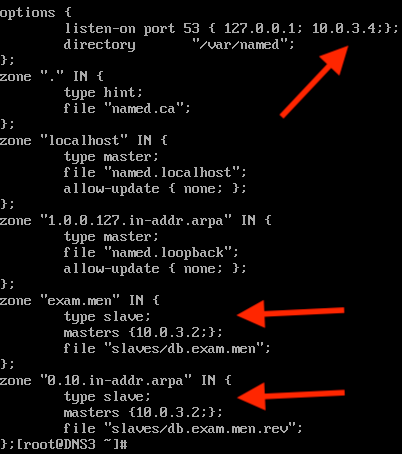 options {
        listen-on port 53 { 127.0.0.1; 10.0.3.4;};
        directory       "/var/named";
};
zone "." IN {
        type hint;
        file "named.ca";
};
zone "localhost" IN {
        type master;
        file "named.localhost";
        allow-update { none; };
};
zone "1.0.0.127.in-addr.arpa" IN {
        type master;
        file "named.loopback";
        allow-update { none; };
};
zone "exam.men" IN {
        type slave;
        masters {10.0.3.2;};
        file "slaves/db.exam.men";
};
zone "0.10.in-addr.arpa" IN {
        type slave;
        masters {10.0.3.2;};
        file "slaves/db.exam.men.rev";
};[root@DNS3 ~]#